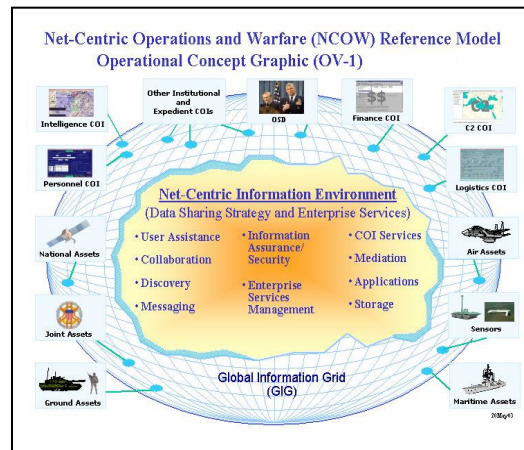 Net-Centric Operations and Warfare (NCOW) Reference Model
Operational Concept Graphic (OV-1)
Intelligence COI
Other Institutional
and
Expedient COIs
OSD
$$
Finance COI
C2
C2 COI
Personnel COI
Logistics COI
Net-Centric Information Environment
(Data Sharing Strategy and Enterprise Services)
• User Assistance
• Collaboration
• Discovery
• Messaging
• Information
Assurance/
Security
• Enterprise
Services
Management
• COI Services
• Mediation
• Applications
• Storage
National Assets
Air Assets
Joint Assets
Sensors
Ground Assets
Maritime Assets
Global Information Grid
(GIG)
20May03